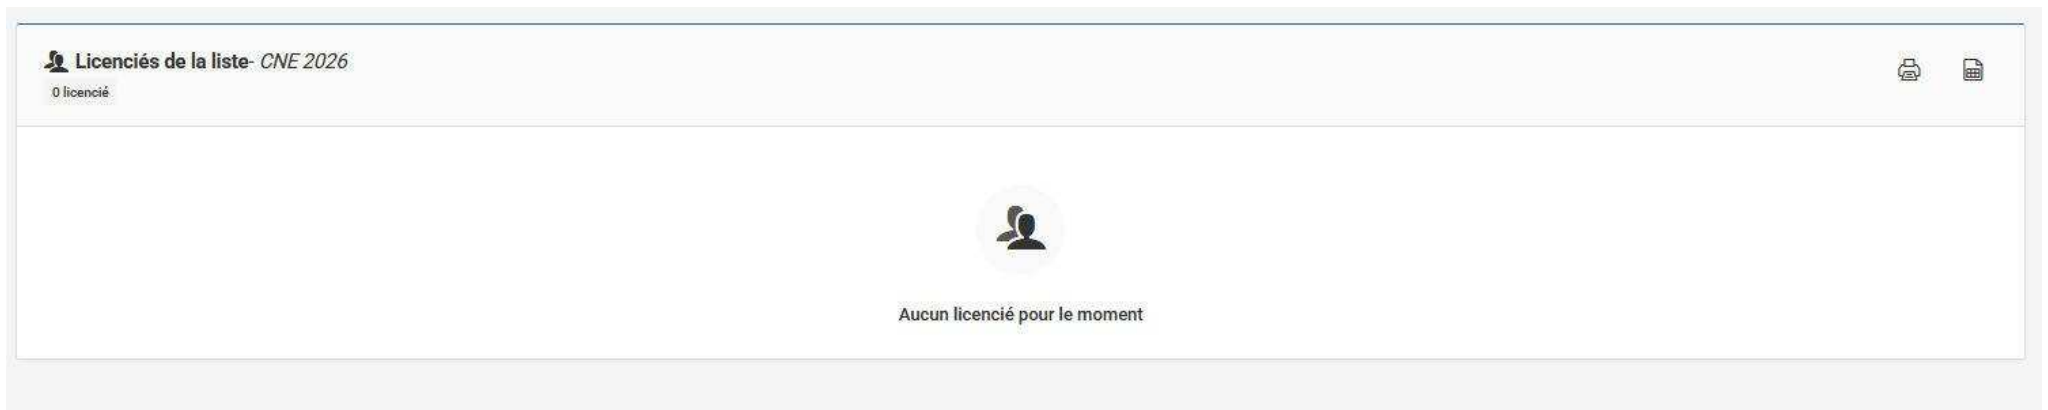 Licenciés de la liste- CNE 2026
0 licencié
Aucun licencié pour le moment